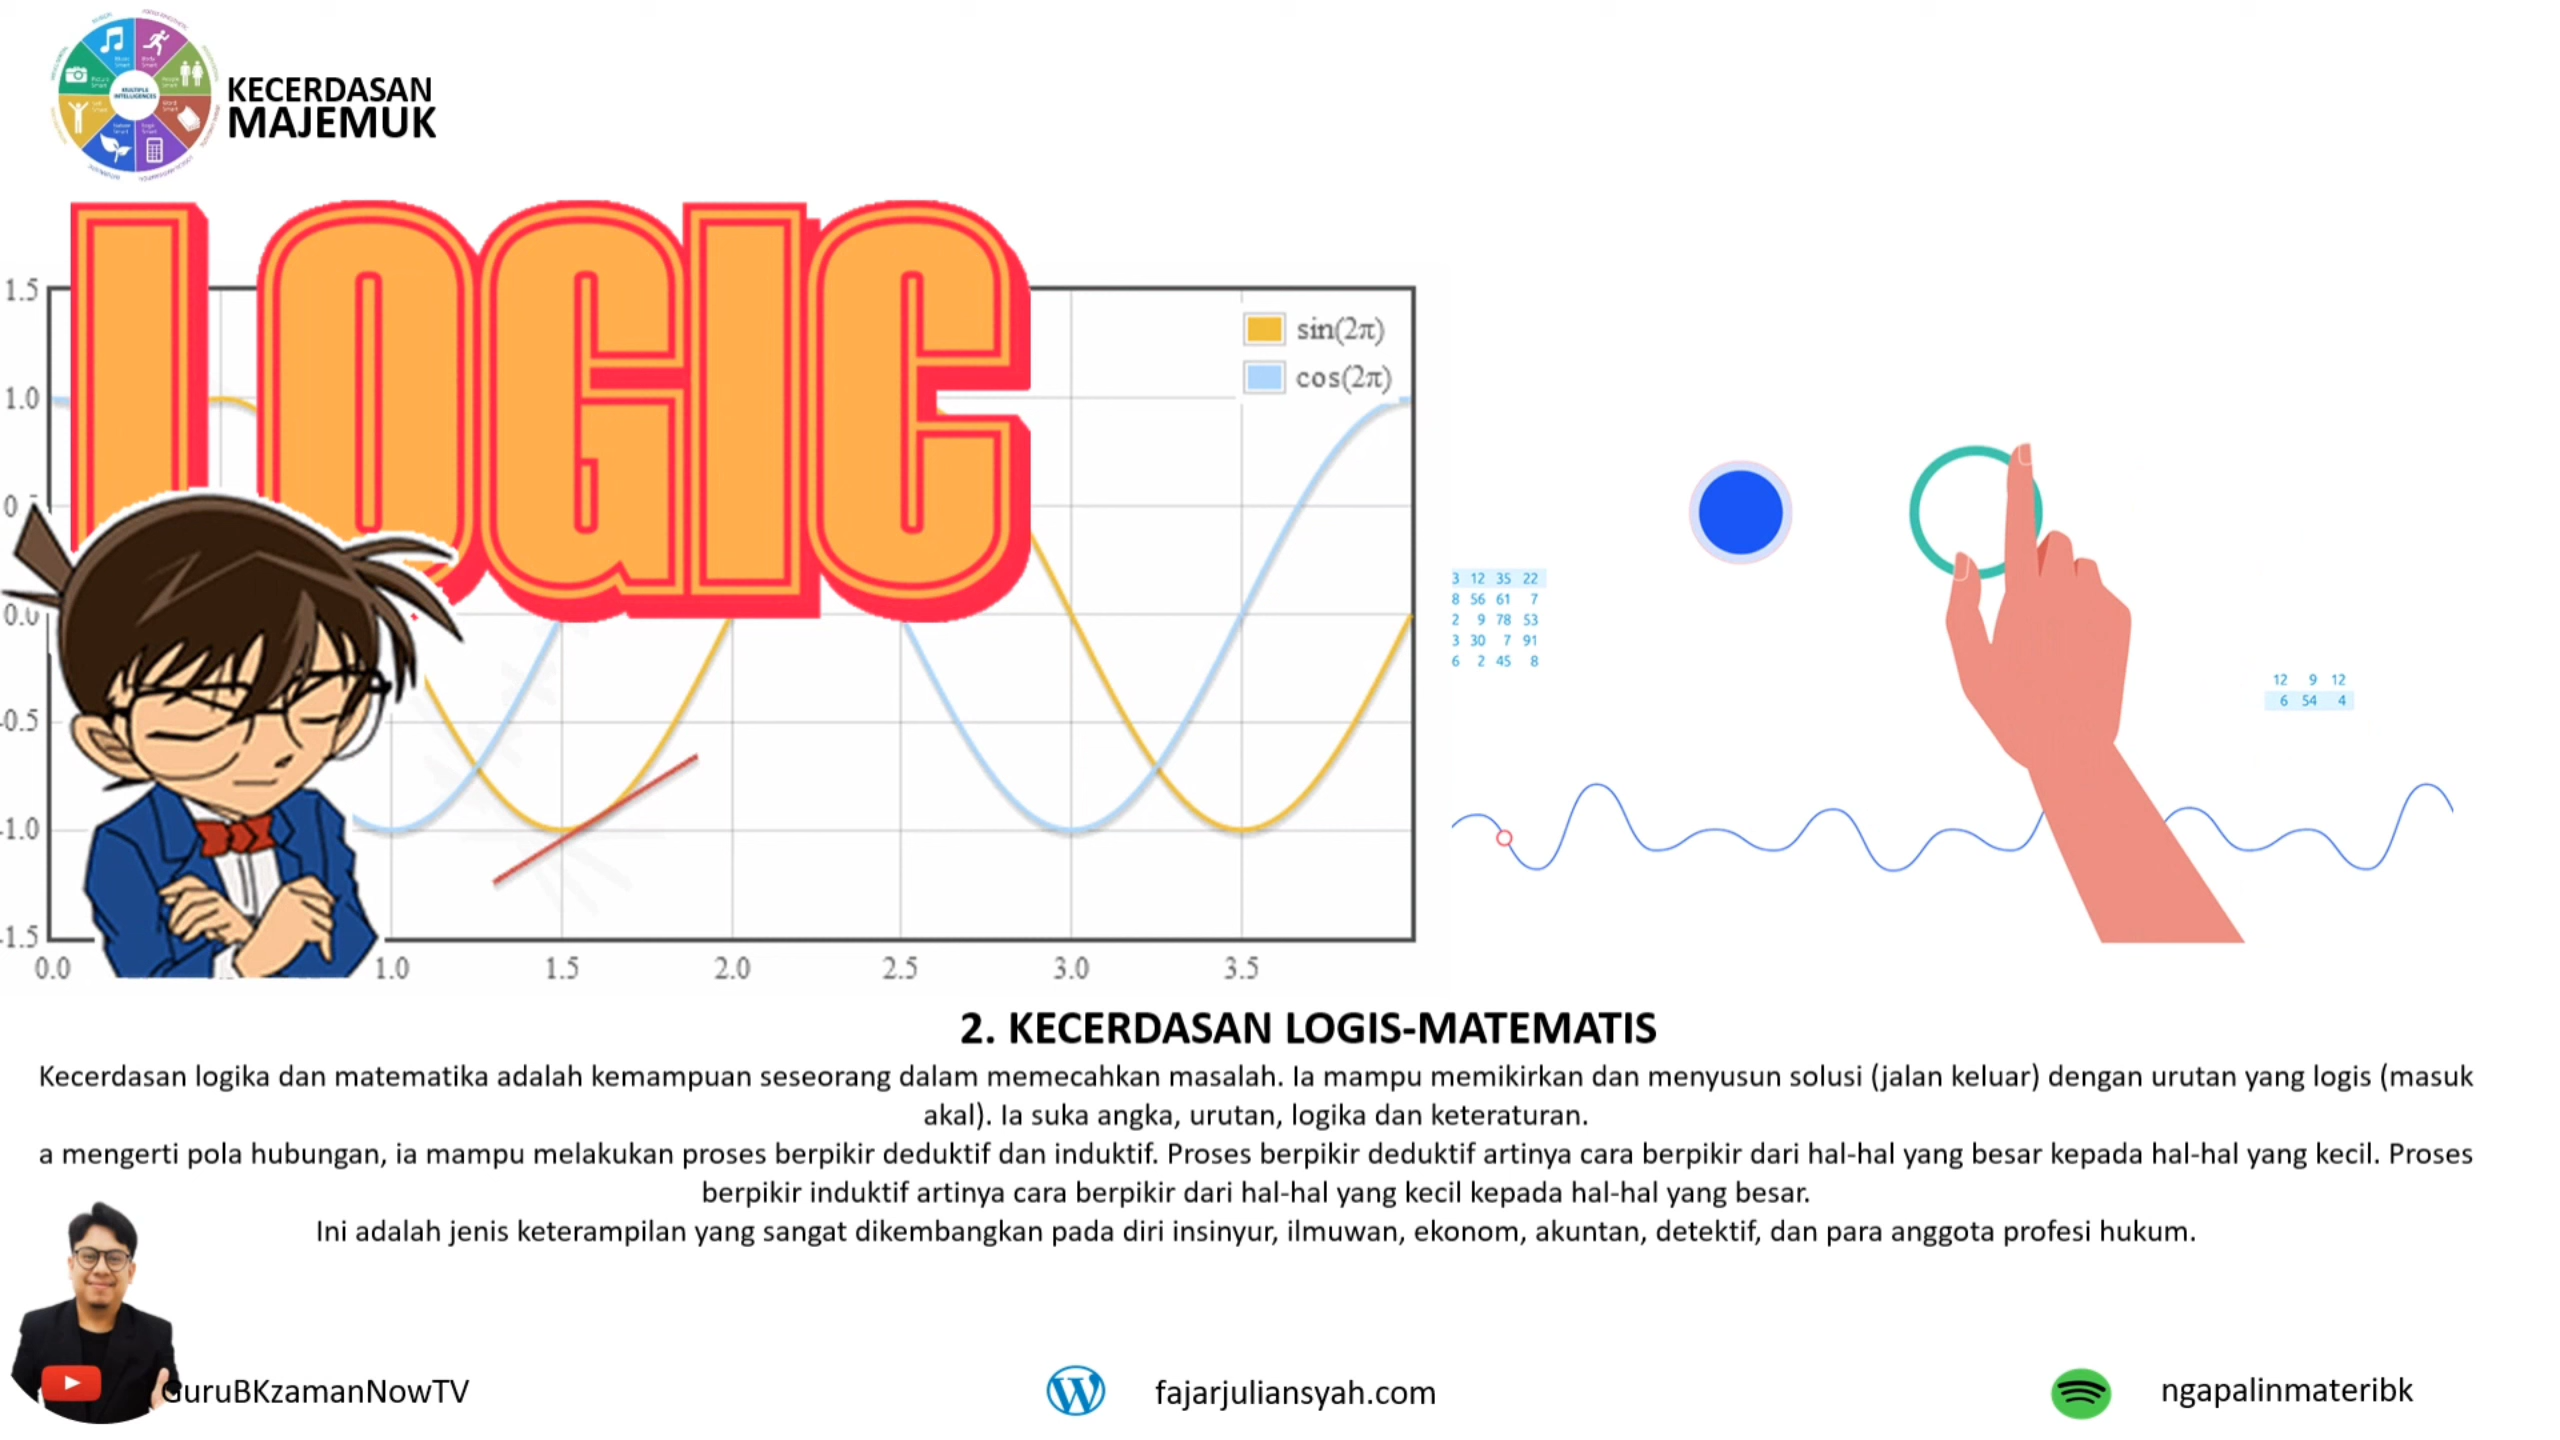 MULTIPLE
INTELLIGENCES
KECERDASAN
MAJEMUK
LOGIC
1.5
1.0
0.0
-0.5
-1.0
-1.5
0.0
1.0
1.5
2.0
2.5
3.0
3.5
sin(2π)
cos(2π)
3 12 35 22
8 56 61 7
2 9 78 53
3 30 7 91
6 2 45 8
12 9 12
6 54 4
2. KECERDASAN LOGIS-MATEMATIS
Kecerdasan logika dan matematika adalah kemampuan seseorang dalam memecahkan masalah. Ia mampu memikirkan dan menyusun solusi (jalan keluar) dengan urutan yang logis (masuk
akal). Ia suka angka, urutan, logika dan keteraturan.
a mengerti pola hubungan, ia mampu melakukan proses berpikir deduktif dan induktif. Proses berpikir deduktif artinya cara berpikir dari hal-hal yang besar kepada hal-hal yang kecil. Proses
berpikir induktif artinya cara berpikir dari hal-hal yang kecil kepada hal-hal yang besar.
Ini adalah jenis keterampilan yang sangat dikembangkan pada diri insinyur, ilmuwan, ekonom, akuntan, detektif, dan para anggota profesi hukum.
GuruBKzamanNowTV
fajarjuliansyah.com
ngapalinmateribk